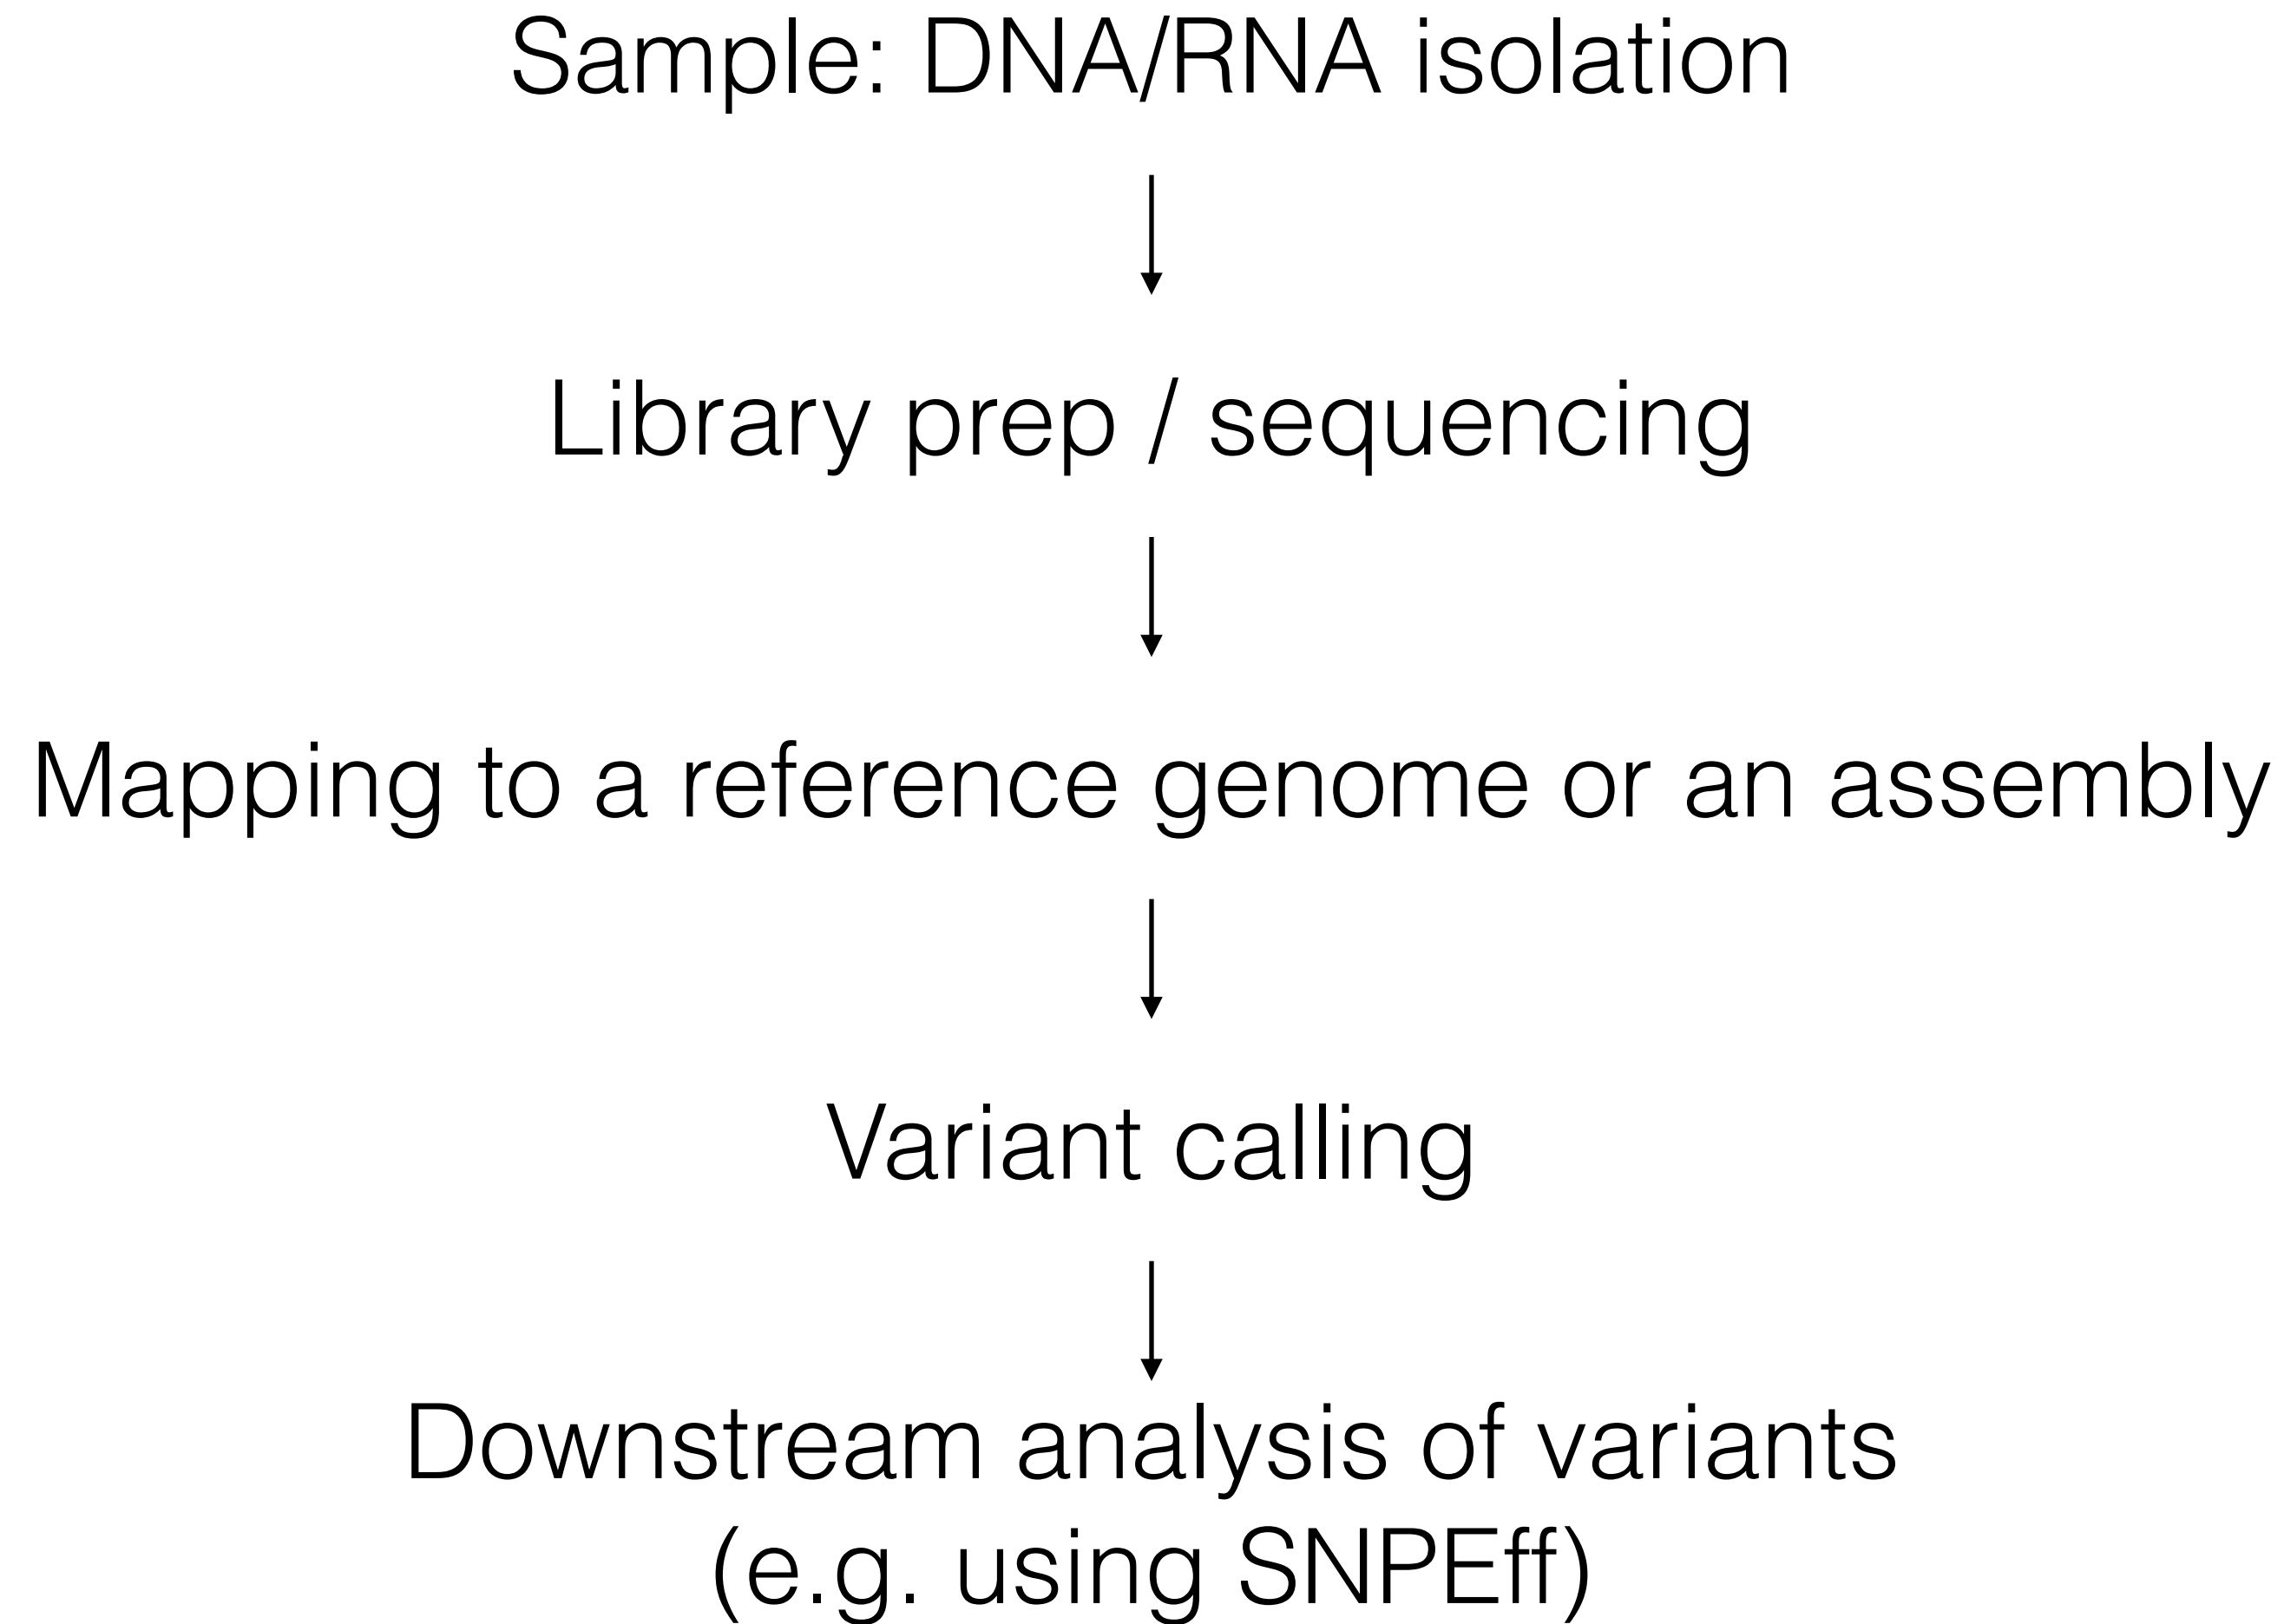 Sample: DNA/RNA isolation
Library prep / sequencing
Mapping to a reference genome or an assembly
Variant calling
Downstream analysis of variants
(e.g. using SNPEff)